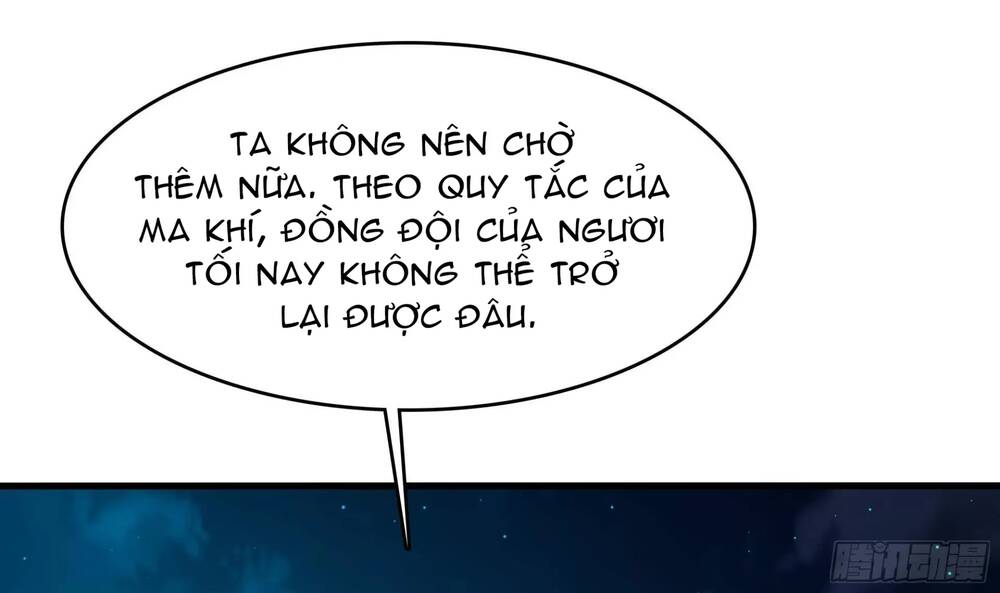 TA KHÔNG NÊN CHỜ
THÊM NỮA. THEO QUY TẮC CỦA
MA KHÍ, ĐỒNG ĐỘI CỦA NGƯƠI
TỐI NAY KHÔNG THỂ TRỞ
LẠI ĐƯỢC ĐÂU.
腾讯动漫